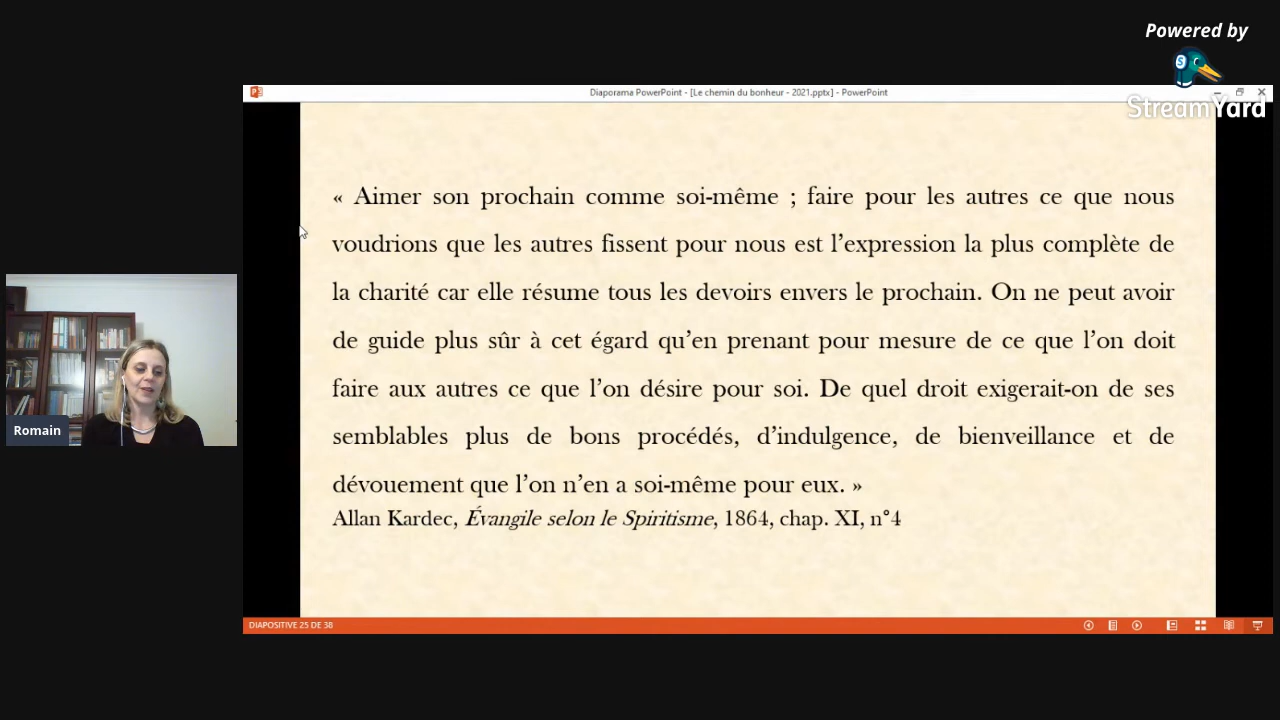 Powered by
StreamYard
Diaporama PowerPoint - [Le chemin du bonheur - 2021.pptx] - PowerPoint
« Aimer son prochain comme soi-même ; faire pour les autres ce que nous
voudrions que les autres fissent pour nous est l’expression la plus complète de
la charité car elle résume tous les devoirs envers le prochain. On ne peut avoir
de guide plus sûr à cet égard qu’en prenant pour mesure de ce que l’on doit
faire aux autres ce que l’on désire pour soi. De quel droit exigerait-on de ses
semblables plus de bons procédés, d’indulgence, de bienveillance et de
dévouement que l’on n’en a soi-même pour eux. »
Allan Kardec, Évangile selon le Spiritisme, 1864, chap. XI, n°4
Romain
DIAPOSITIVE 25 DE 38